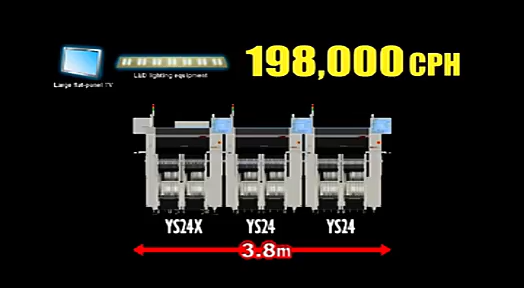 198,000 CPH
LED lighting equipment
Large flat-panel TV
YS24X YS24 YS24
3.8m